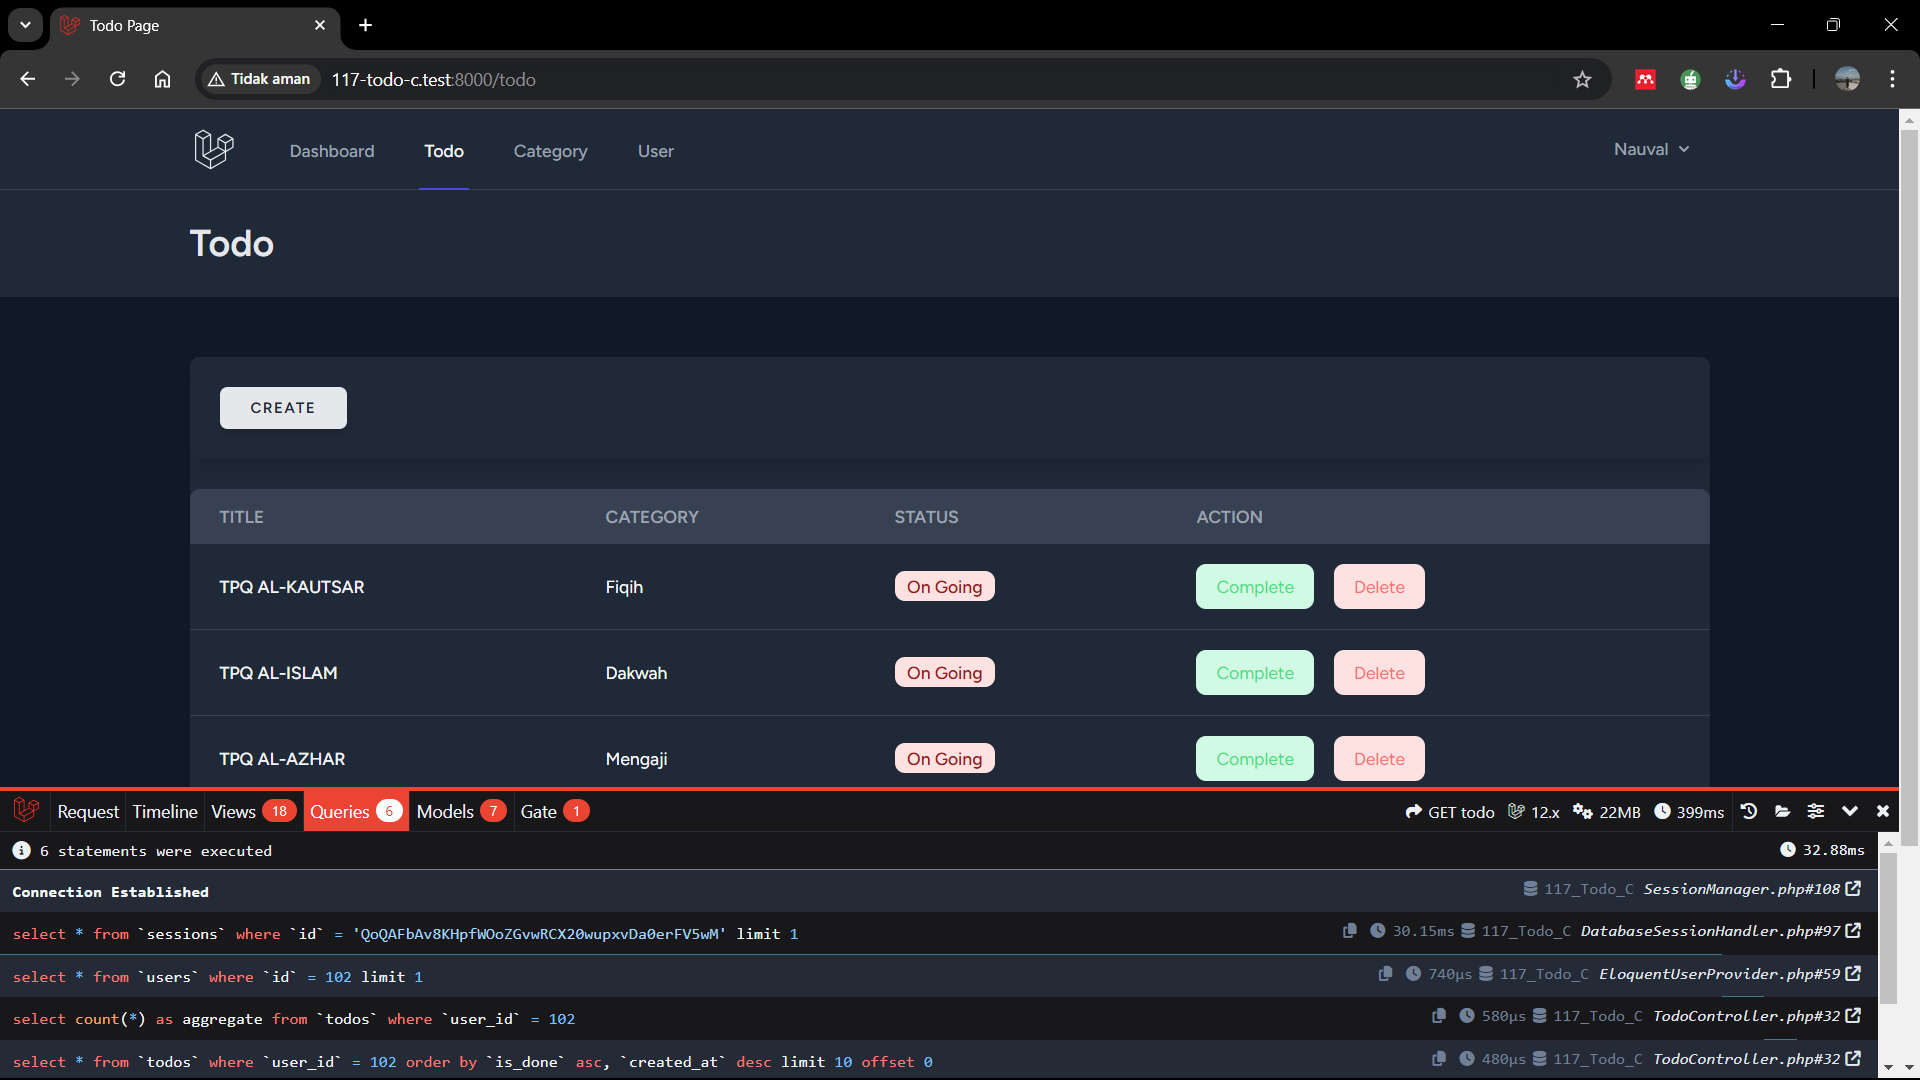 Todo Page
Tidak aman 117-todo-c.test:8000/todo
Dashboard Todo Category User Nauval
Todo
CREATE
TITLE CATEGORY STATUS ACTION
TPQ AL-KAUTSAR Fiqih On Going Complete Delete
TPQ AL-ISLAM Dakwah On Going Complete Delete
TPQ AL-AZHAR Mengaji On Going Complete Delete
Request Timeline Views 18 Queries 6 Models 7 Gate 1 GET todo 12.x 22MB 399ms
6 statements were executed 32.88ms
Connection Established 117_Todo_C SessionManager.php#108
select * from `sessions` where `id` = 'QoQAFbAv8KHpfWOoZGvwRCX20wupxvDa0erFV5wM' limit 1 30.15ms 117_Todo_C DatabaseSessionHandler.php#97
select * from `users` where `id` = 102 limit 1 740μs 117_Todo_C EloquentUserProvider.php#59
select count(*) as aggregate from `todos` where `user_id` = 102 580μs 117_Todo_C TodoController.php#32
select * from `todos` where `user_id` = 102 order by `is_done` asc, `created_at` desc limit 10 offset 0 480μs 117_Todo_C TodoController.php#32